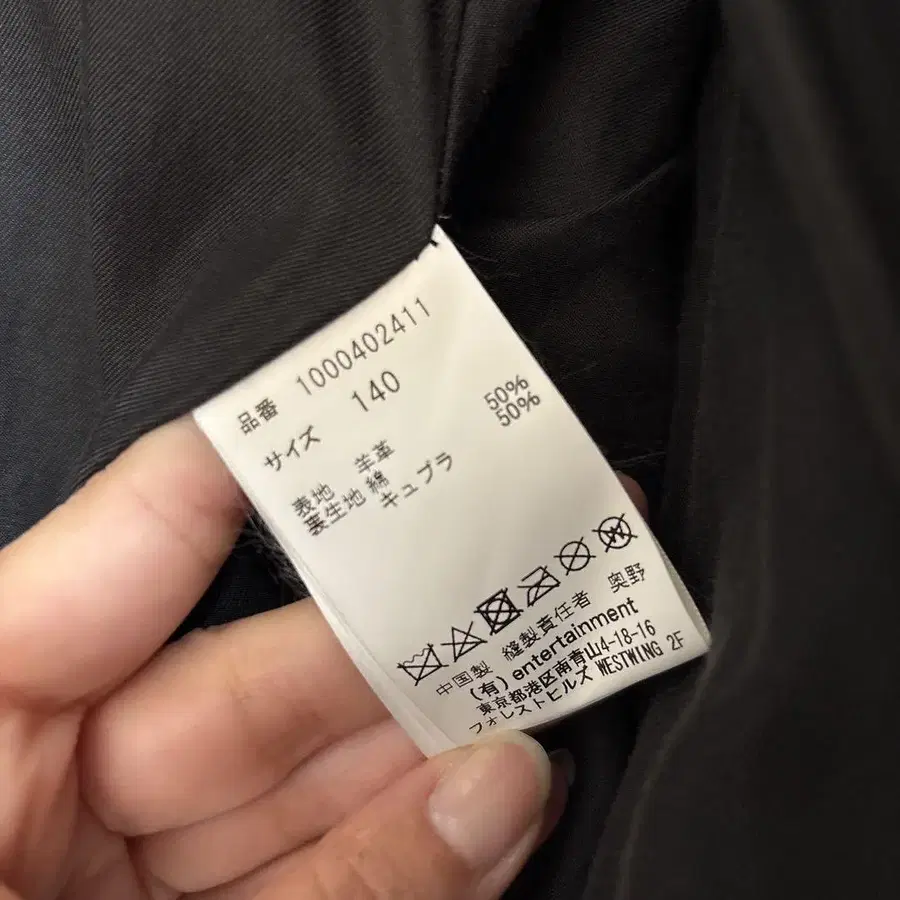 品番 1000402411
サイズ 140
表地 羊革
裏生地 綿 50%
キュプラ 50%
中国製 縫製責任者 奥野
(有) entertainment
東京都港区南青山4-18-16
フォレストヒルズ WESTWING 2F